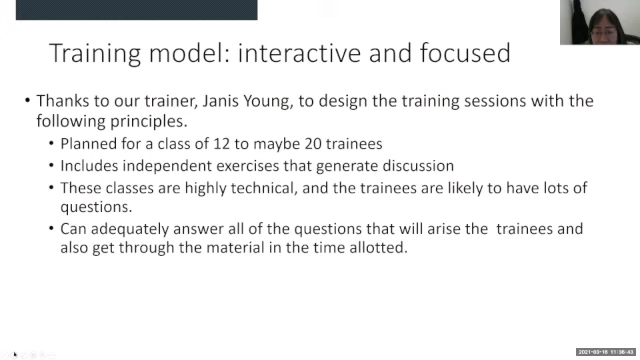 Training model: interactive and focused
• Thanks to our trainer, Janis Young, to design the training sessions with the
following principles.
• Planned for a class of 12 to maybe 20 trainees
• Includes independent exercises that generate discussion
• These classes are highly technical, and the trainees are likely to have lots of
questions.
• Can adequately answer all of the questions that will arise the trainees and
also get through the material in the time allotted.
2021-03-16 11:36:43